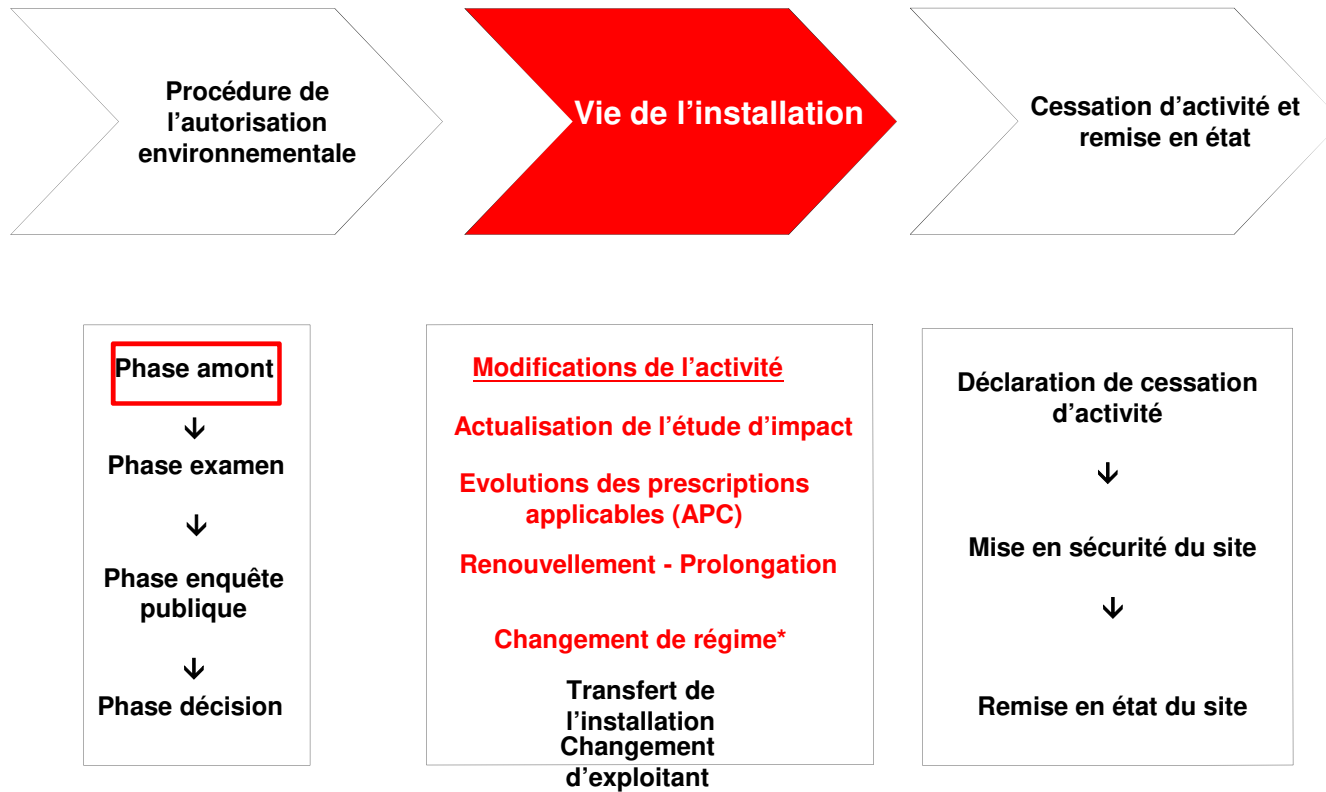 Procédure de
l'autorisation
environnementale
Vie de l'installation
Cessation d'activité et
remise en état
Phase amont
↓
Phase examen
↓
Phase enquête
publique
↓
Phase décision
Modifications de l'activité
Actualisation de l'étude d'impact
Evolutions des prescriptions
applicables (APC)
Renouvellement - Prolongation
Changement de régime*
Transfert de
l'installation
Changement
d'exploitant
Déclaration de cessation
d'activité
↓
Mise en sécurité du site
↓
Remise en état du site